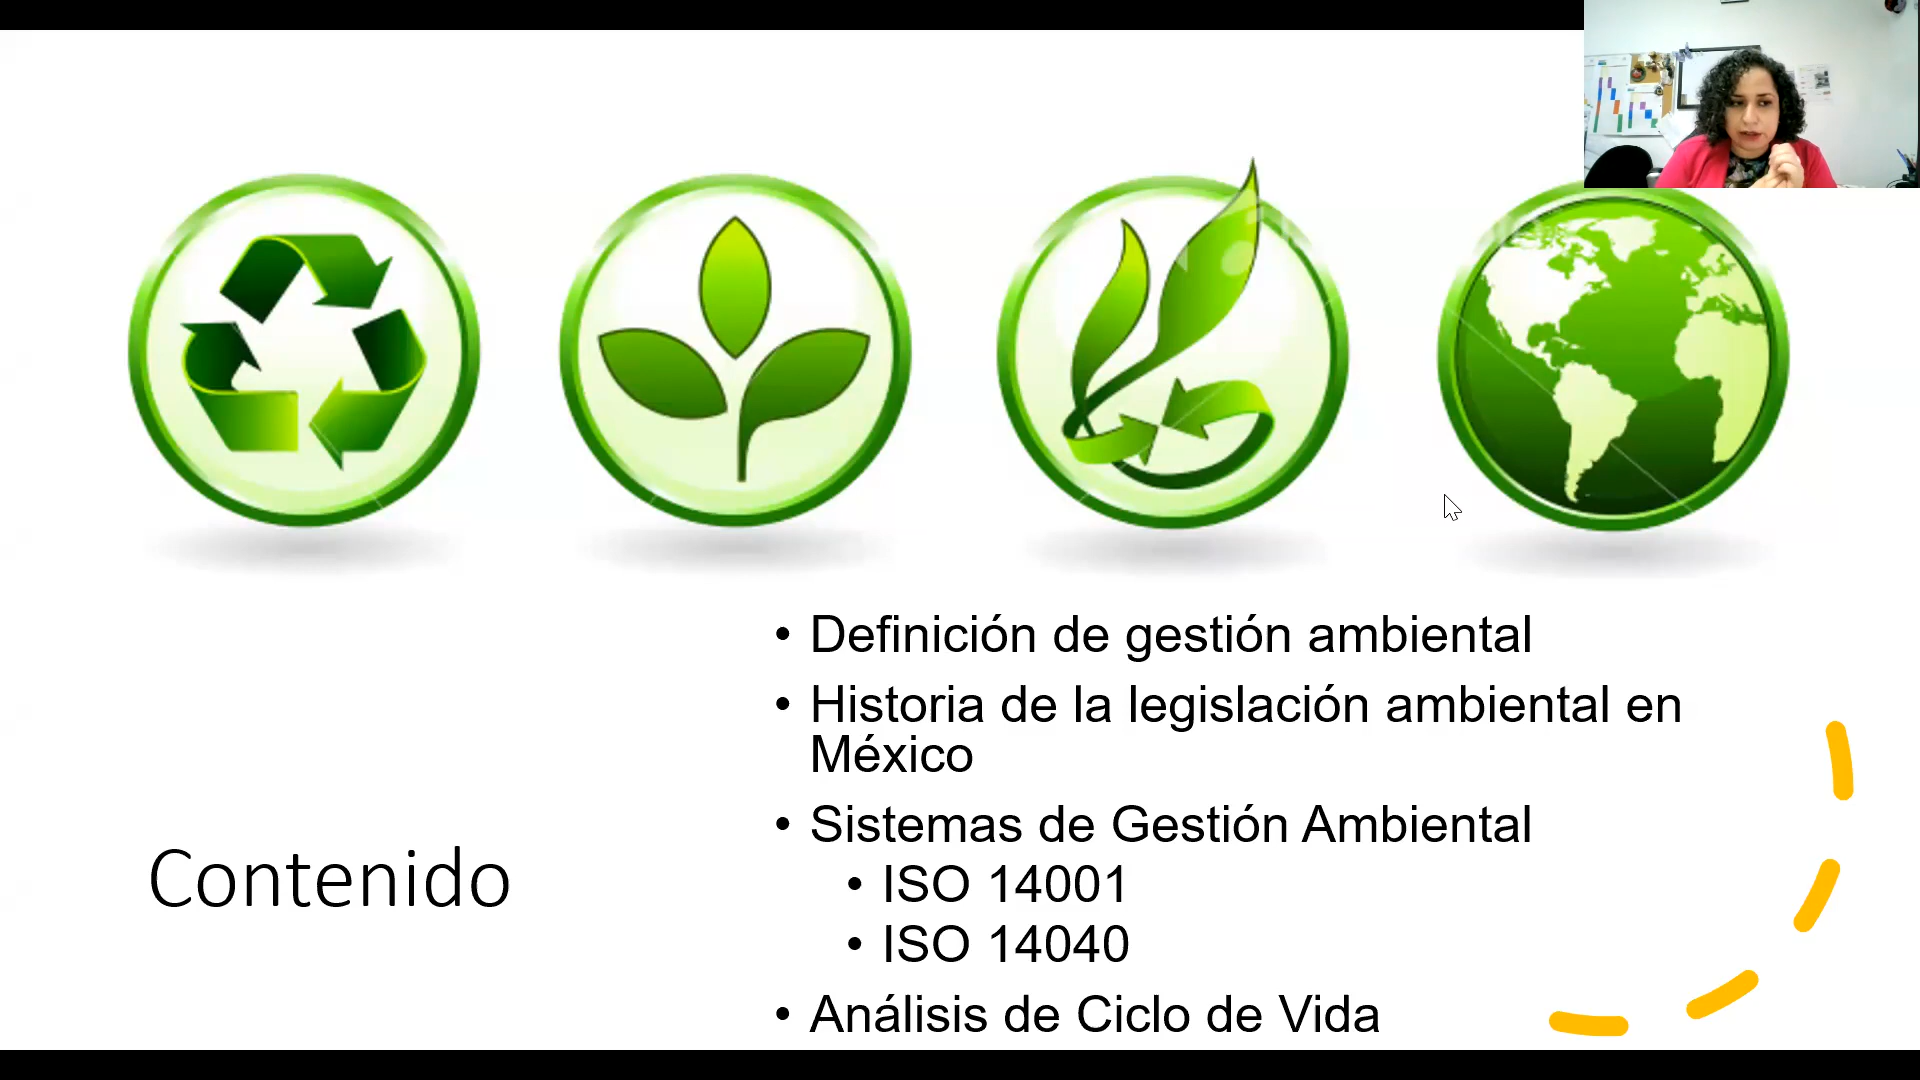 Contenido
• Definición de gestión ambiental
• Historia de la legislación ambiental en
México
• Sistemas de Gestión Ambiental
• ISO 14001
• ISO 14040
• Análisis de Ciclo de Vida